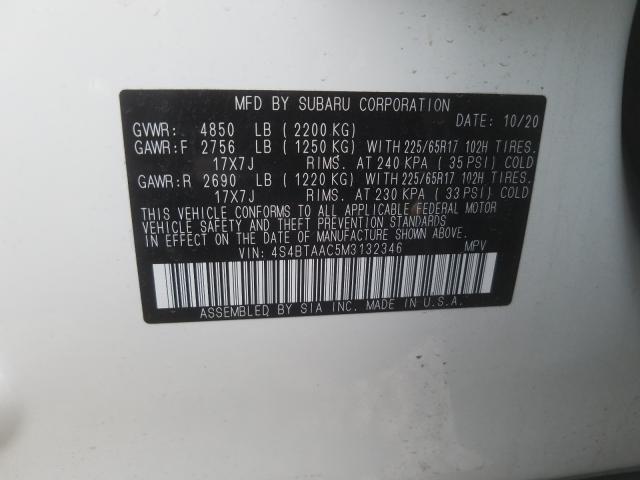 MFD BY SUBARU CORPORATION
DATE: 10/20
GVWR: 4850 LB (2200 KG)
GAWR:F 2756 LB (1250 KG) WITH 225/65R17 102H TIRES.
17X7J RIMS. AT 240 KPA (35 PSI) COLD
GAWR:R 2690 LB (1220 KG) WITH 225/65R17 102H TIRES.
17X7J RIMS. AT 230 KPA (33 PSI) COLD
THIS VEHICLE CONFORMS TO ALL APPLICABLE FEDERAL MOTOR
VEHICLE SAFETY AND THEFT PREVENTION STANDARDS
IN EFFECT ON THE DATE OF MANUFACTURE SHOWN ABOVE.
VIN: 4S4BTAAC5M3132346 MPV
ASSEMBLED BY SIA INC. MADE IN U.S.A.